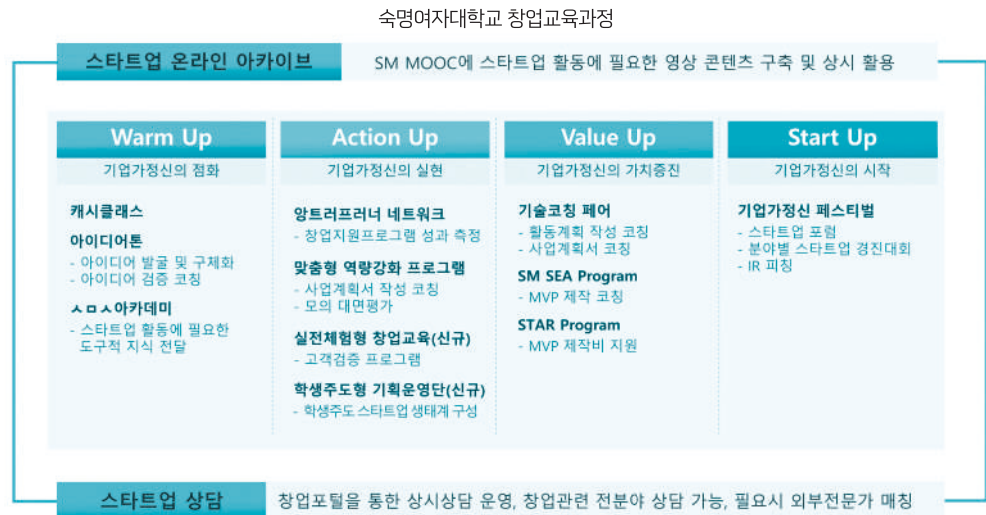 숙명여자대학교 창업교육과정
스타트업 온라인 아카이브
SM MOOC에 스타트업 활동에 필요한 영상 콘텐츠 구축 및 상시 활용
Warm Up
기업가정신의 점화
캐시클래스
아이디어톤
- 아이디어 발굴 및 구체화
- 아이디어 검증 코칭
ㅅㅁㅅ아카데미
- 스타트업 활동에 필요한
도구적 지식 전달
Action Up
기업가정신의 실현
앙트러프러너 네트워크
- 창업지원프로그램 성과 측정
맞춤형 역량강화 프로그램
- 사업계획서 작성 코칭
- 모의 대면평가
실전체험형 창업교육(신규)
- 고객검증 프로그램
학생주도형 기획운영단(신규)
- 학생주도 스타트업 생태계 구성
Value Up
기업가정신의 가치증진
기술코칭 페어
- 활동계획 작성 코칭
- 사업계획서 코칭
SM SEA Program
- MVP 제작 코칭
STAR Program
- MVP 제작비 지원
Start Up
기업가정신의 시작
기업가정신 페스티벌
- 스타트업 포럼
- 분야별 스타트업 경진대회
- IR 피칭
스타트업 상담
창업포털을 통한 상시상담 운영, 창업관련 전분야 상담 가능, 필요시 외부전문가 매칭